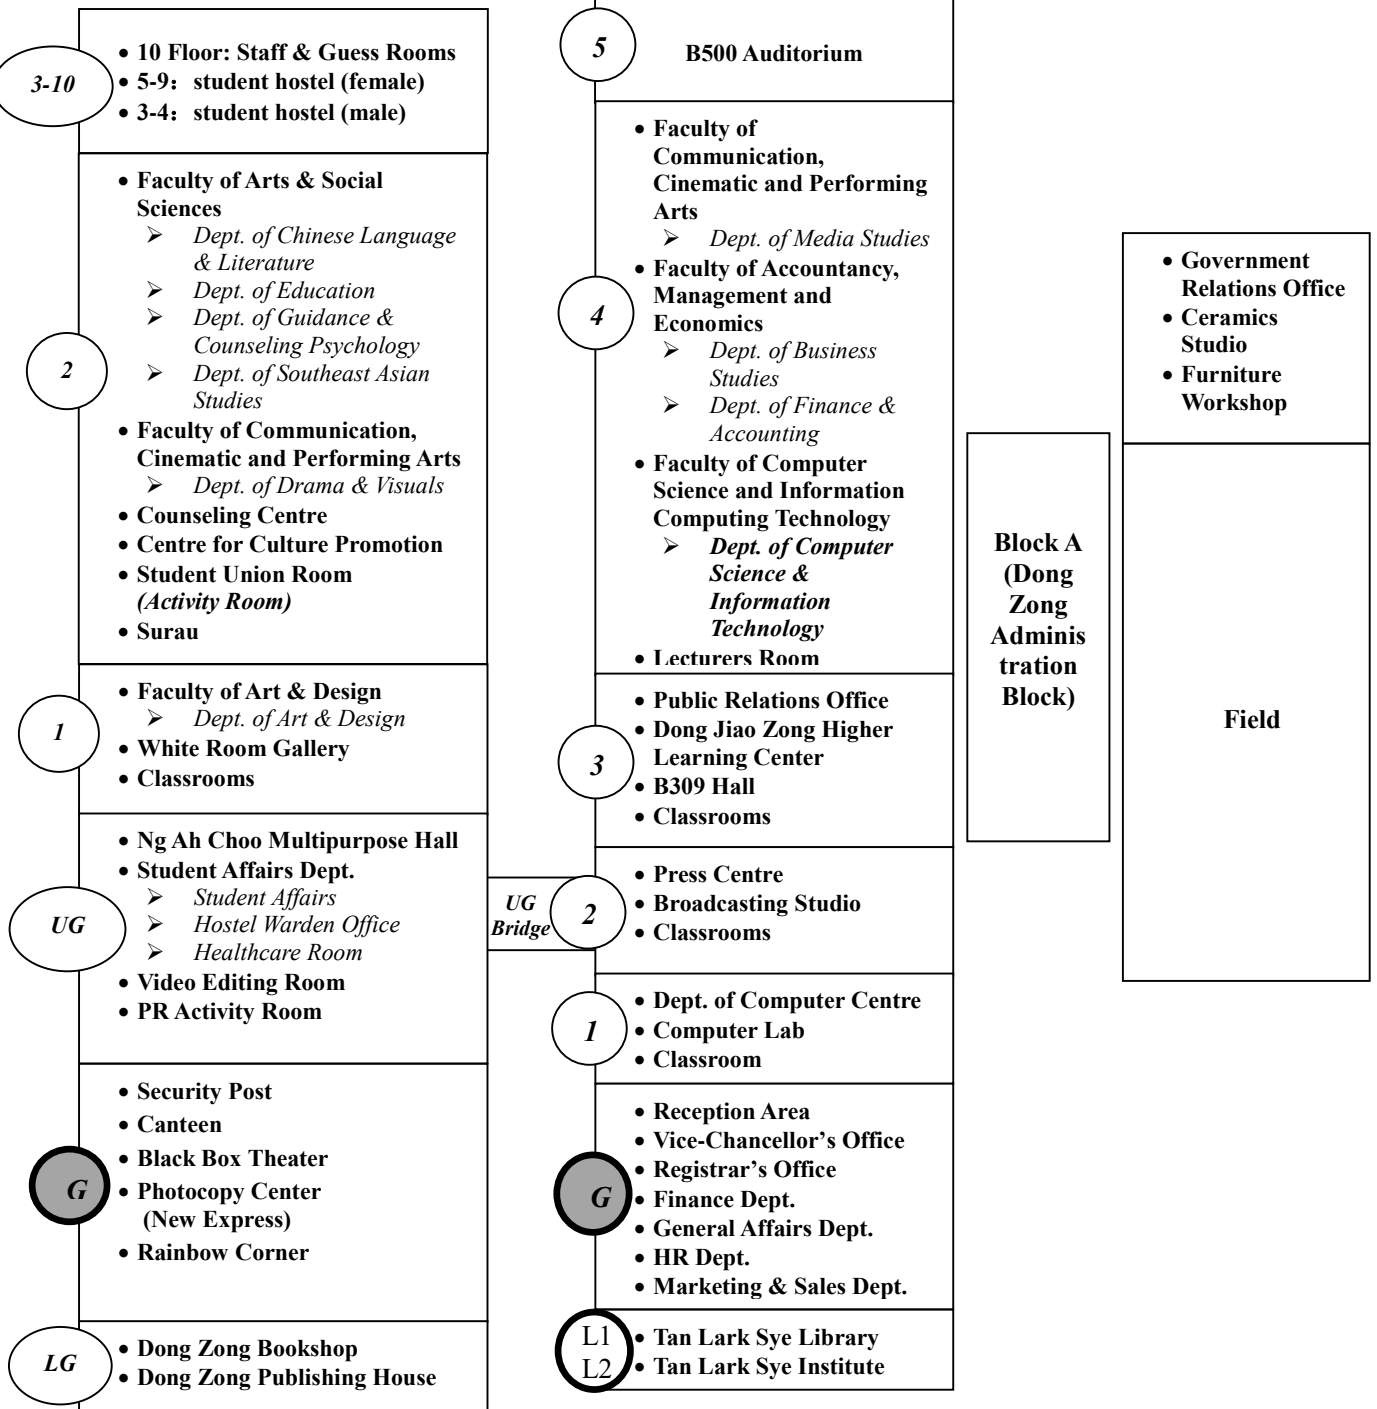 3-10
• 10 Floor: Staff & Guess Rooms
• 5-9： student hostel (female)
• 3-4： student hostel (male)
2
• Faculty of Arts & Social
Sciences
➢ Dept. of Chinese Language
& Literature
➢ Dept. of Education
➢ Dept. of Guidance &
Counseling Psychology
➢ Dept. of Southeast Asian
Studies
• Faculty of Communication,
Cinematic and Performing Arts
➢ Dept. of Drama & Visuals
• Counseling Centre
• Centre for Culture Promotion
• Student Union Room
(Activity Room)
• Surau
1
• Faculty of Art & Design
➢ Dept. of Art & Design
• White Room Gallery
• Classrooms
UG
• Ng Ah Choo Multipurpose Hall
• Student Affairs Dept.
➢ Student Affairs
➢ Hostel Warden Office
➢ Healthcare Room
• Video Editing Room
• PR Activity Room
G
• Security Post
• Canteen
• Black Box Theater
• Photocopy Center
(New Express)
• Rainbow Corner
LG
• Dong Zong Bookshop
• Dong Zong Publishing House
UG
Bridge
5
B500 Auditorium
4
• Faculty of
Communication,
Cinematic and Performing
Arts
➢ Dept. of Media Studies
• Faculty of Accountancy,
Management and
Economics
➢ Dept. of Business
Studies
➢ Dept. of Finance &
Accounting
• Faculty of Computer
Science and Information
Computing Technology
➢ Dept. of Computer
Science &
Information
Technology
• Lecturers Room
3
• Public Relations Office
• Dong Jiao Zong Higher
Learning Center
• B309 Hall
• Classrooms
2
• Press Centre
• Broadcasting Studio
• Classrooms
1
• Dept. of Computer Centre
• Computer Lab
• Classroom
G
• Reception Area
• Vice-Chancellor's Office
• Registrar's Office
• Finance Dept.
• General Affairs Dept.
• HR Dept.
• Marketing & Sales Dept.
L1
L2
• Tan Lark Sye Library
• Tan Lark Sye Institute
Block A
(Dong
Zong
Adminis
tration
Block)
• Government
Relations Office
• Ceramics
Studio
• Furniture
Workshop
Field